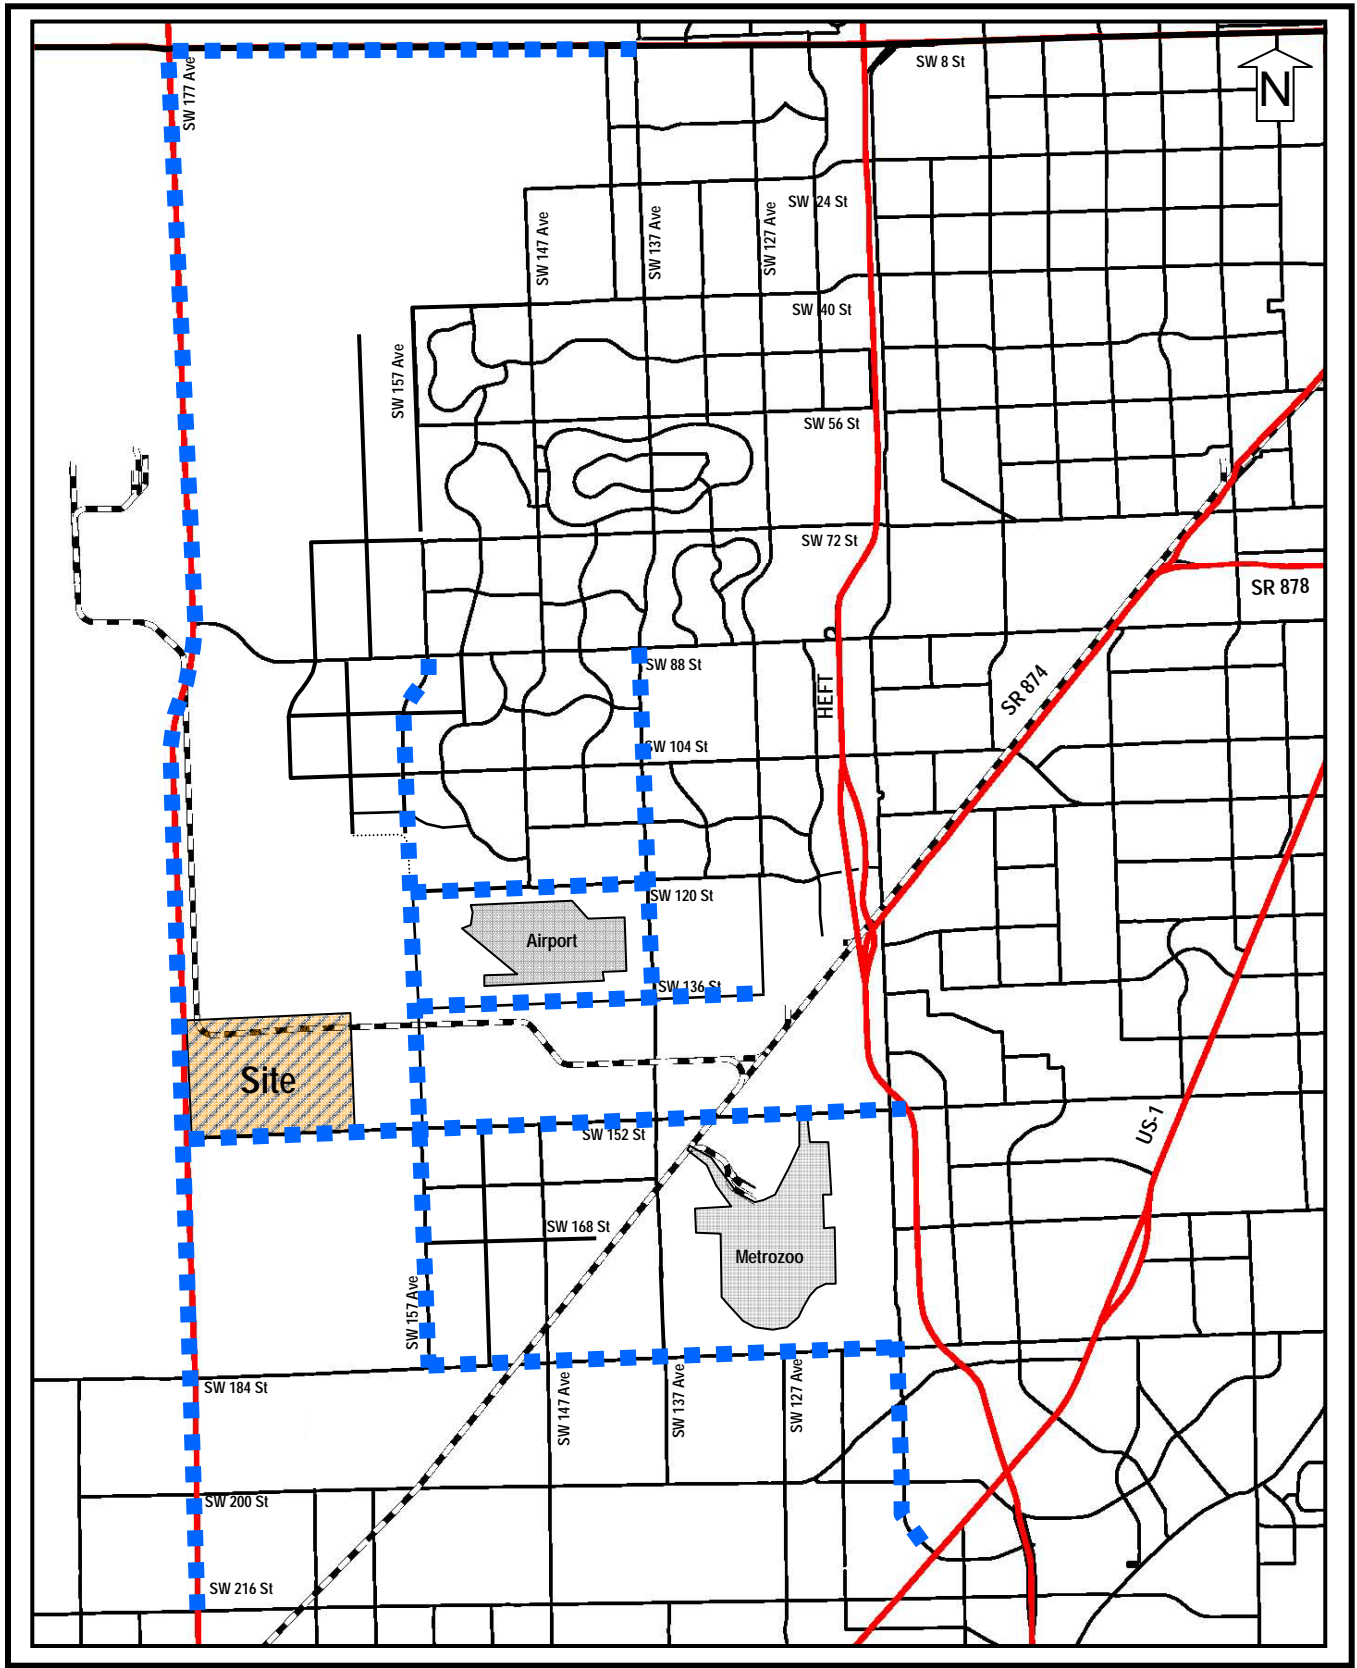 SW 8 St
N
SW 177 Ave
SW 24 St
SW 147 Ave
SW 137 Ave
SW 127 Ave
SW 40 St
SW 157 Ave
SW 56 St
SW 72 St
SR 878
SW 88 St
HEFT
SR 874
SW 104 St
SW 120 St
Airport
SW 136 St
Site
SW 152 St
US-1
SW 168 St
Metrozoo
SW 157 Ave
SW 184 St
SW 147 Ave
SW 137 Ave
SW 127 Ave
SW 200 St
SW 216 St